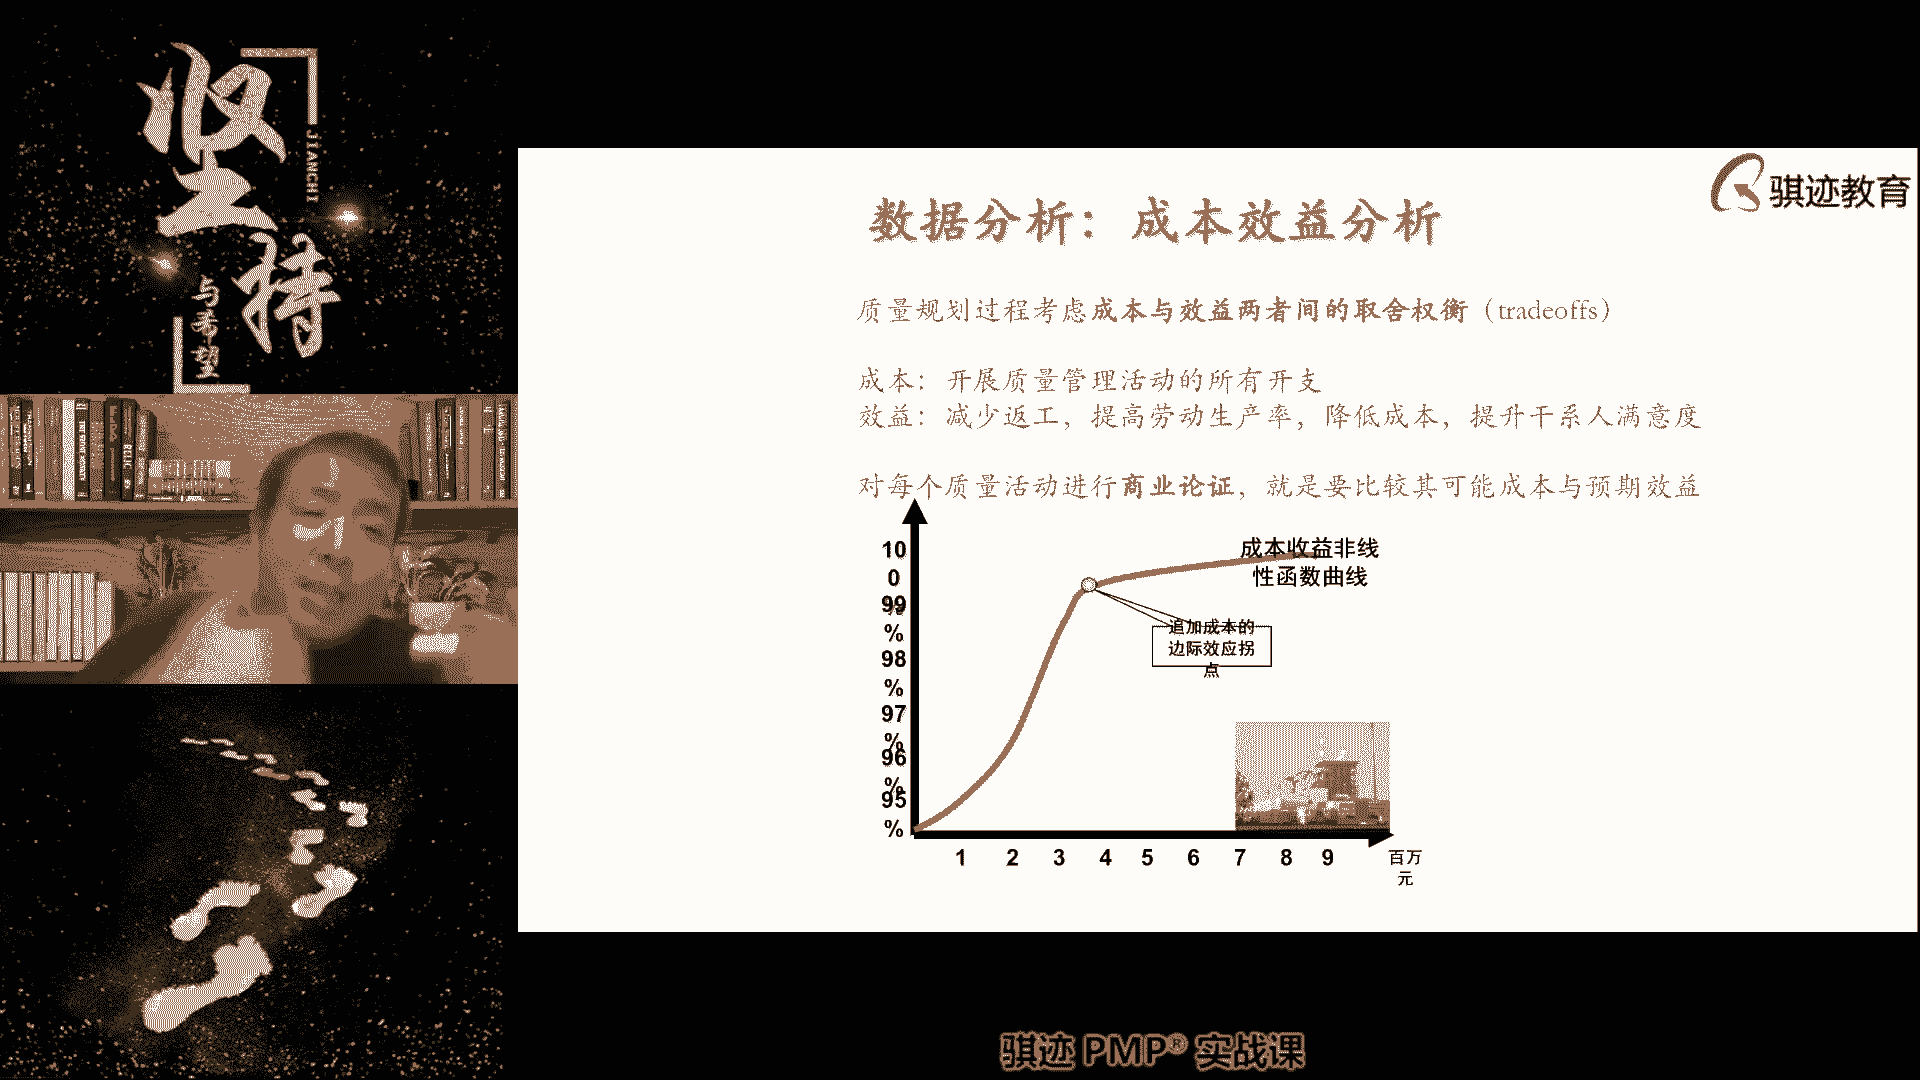 坚持
JIANCHI
与希望
骐迹教育
数据分析：成本效益分析
质量规划过程考虑成本与效益两者间的取舍权衡（tradeoffs）
成本：开展质量管理活动的所有开支
效益：减少返工，提高劳动生产率，降低成本，提升干系人满意度
对每个质量活动进行商业论证，就是要比较其可能成本与预期效益
10
0
%
99
%
98
%
97
%
96
%
95
%
成本收益非线
性函数曲线
追加成本的
边际效应拐
点
1 2 3 4 5 6 7 8 9 百万
元
骐迹 PMP® 实战课